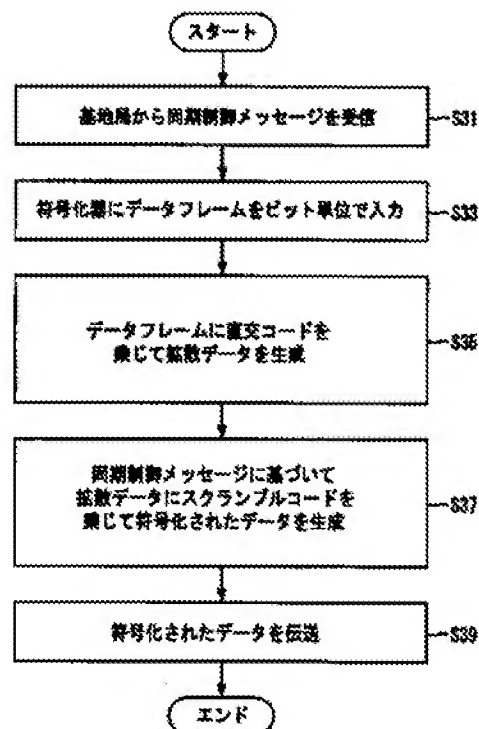 スタート
基地局から同期制御メッセージを受信
S31
符号化器にデータフレームをビット単位で入力
S33
データフレームに直交コードを
乗じて拡散データを生成
S35
同期制御メッセージに基づいて
拡散データにスクランブルコードを
乗じて符号化されたデータを生成
S37
符号化されたデータを伝送
S39
エンド